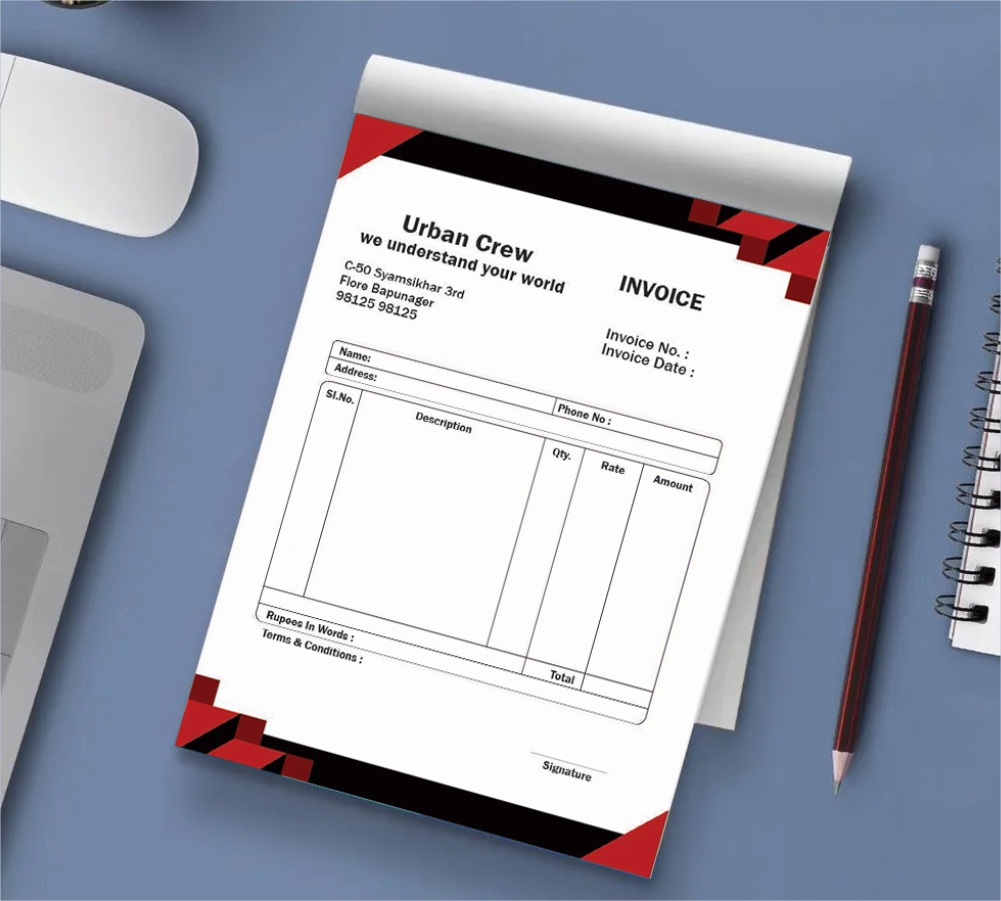 Urban Crew
we understand your world
C-50 Syamsikhar 3rd
Flore Bapunager
98125 98125
INVOICE
Invoice No. :
Invoice Date :
Name:
Phone No :
Address:
Sl.No. Description Qty. Rate Amount
Rupees In Words :
Total
Terms & Conditions :
Signature